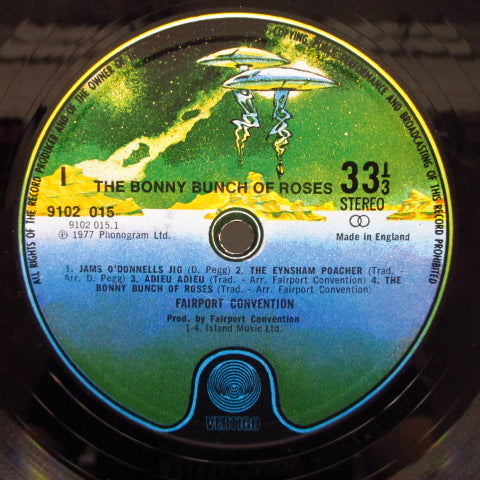 ALL RIGHTS OF THE RECORD PRODUCER AND OF THE OWNER OF
COPYING, PUBLIC PERFORMANCE AND BROADCASTING OF THIS RECORD PROHIBITED
1 THE BONNY BUNCH OF ROSES 33⅓
9102 015 STEREO
9102 015.1
℗ 1977 Phonogram Ltd. Made in England
1. JAMS O'DONNELLS JIG (D. Pegg) 2. THE EYNSHAM POACHER (Trad.
Arr. D. Pegg) 3. ADIEU ADIEU (Trad. - Arr. Fairport Convention) 4. THE
BONNY BUNCH OF ROSES (Trad. - Arr. Fairport Convention)
FAIRPORT CONVENTION
Prod. by Fairport Convention
1-4. Island Music Ltd.
VERTIGO